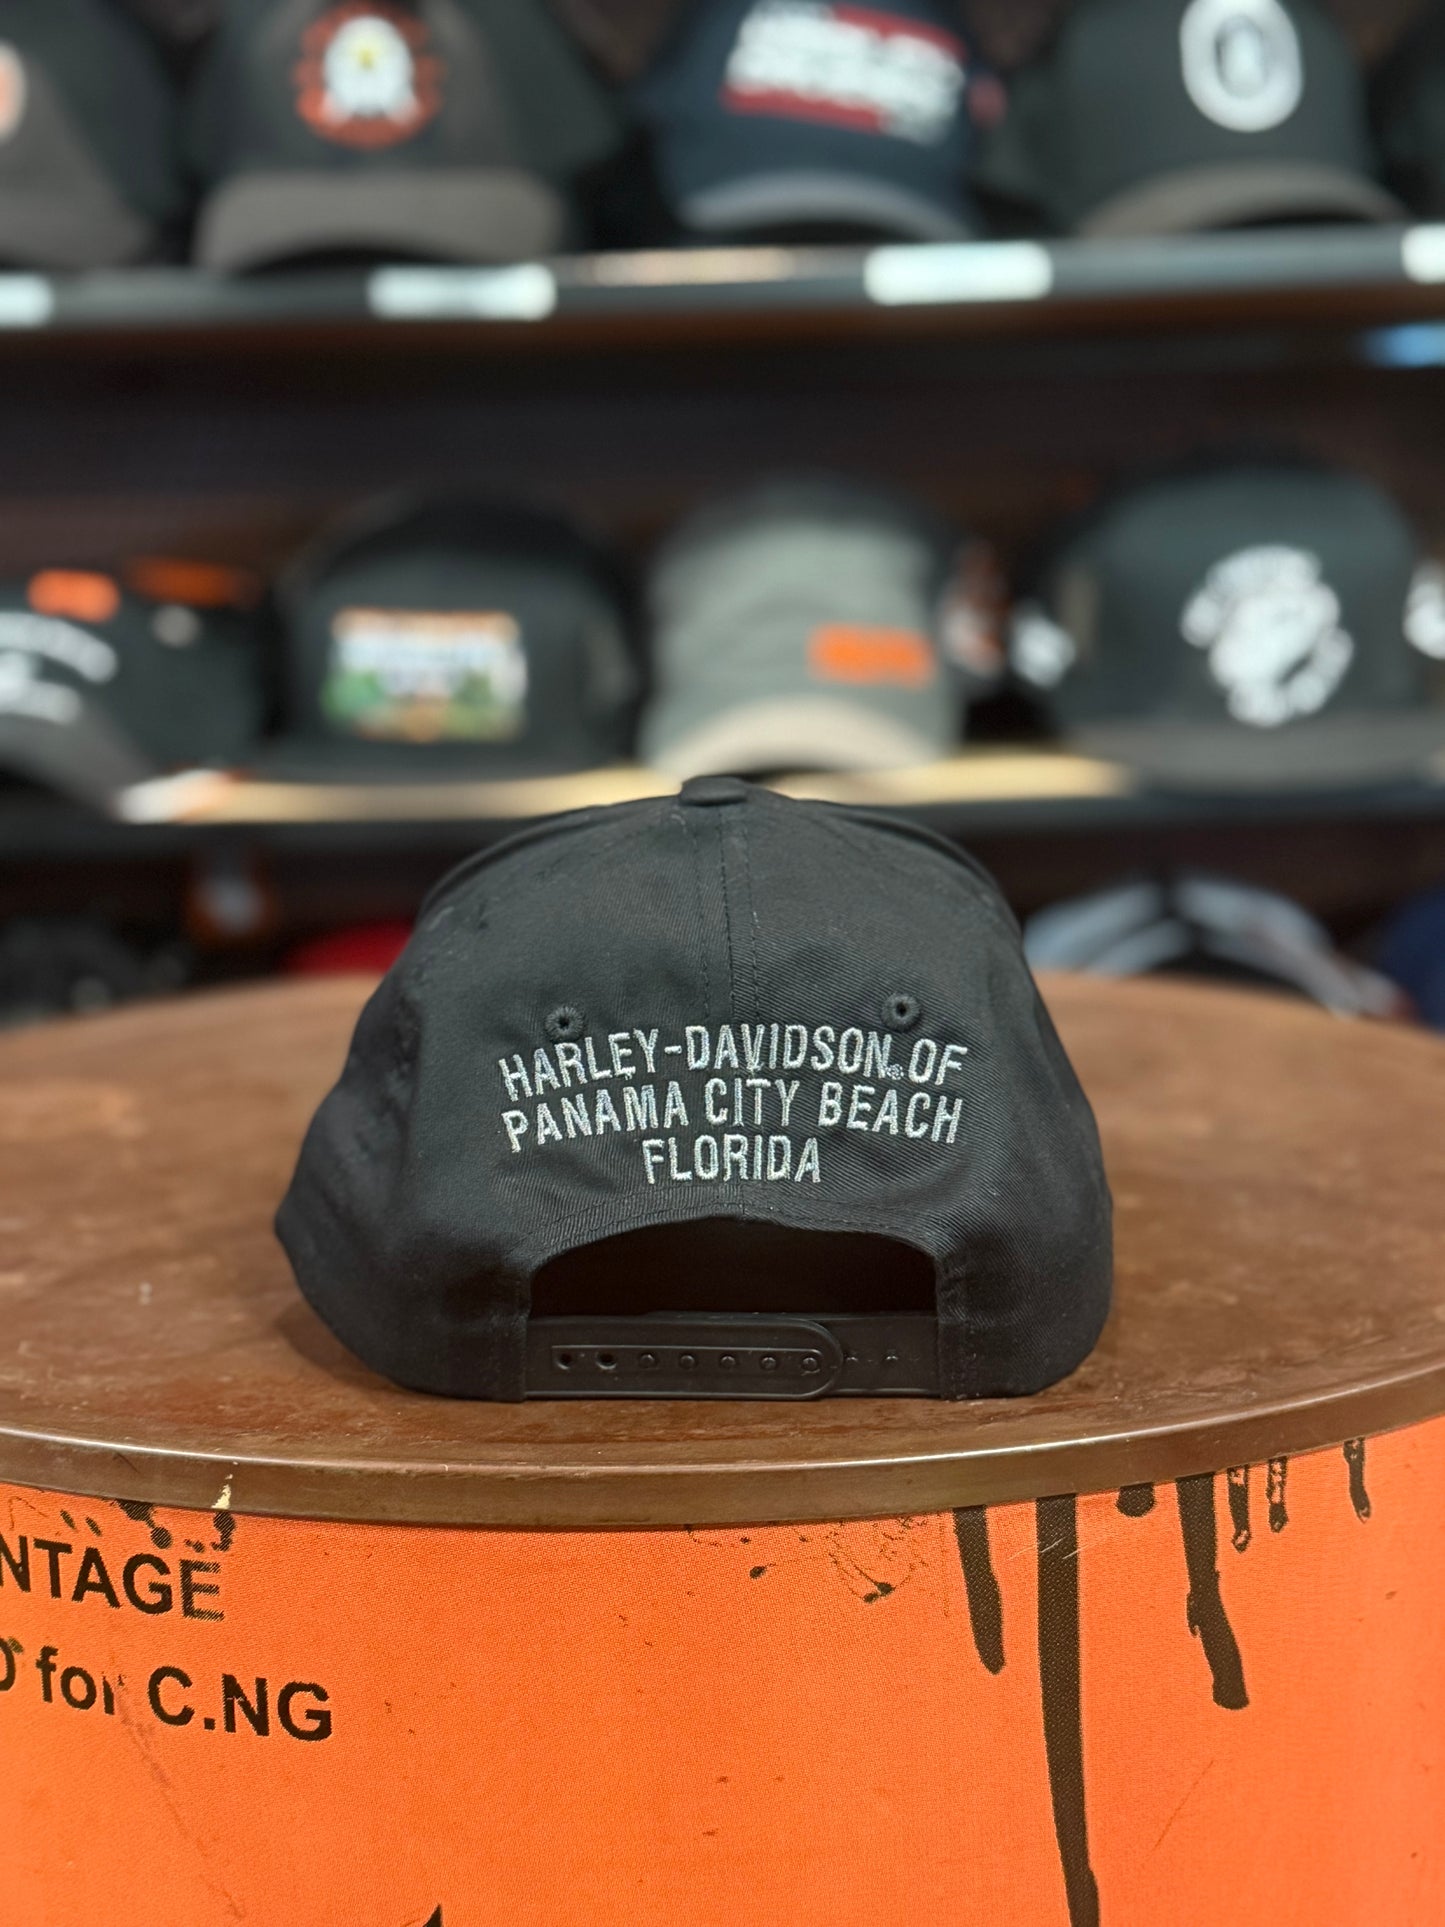 HARLEY-DAVIDSON® OF
PANAMA CITY BEACH
FLORIDA
NTAGE
for C.NG